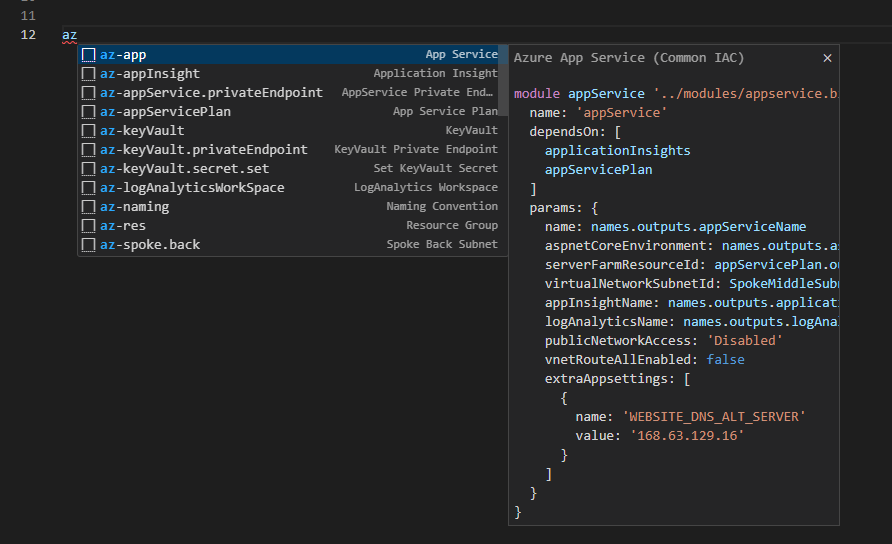 11
12 az
az-app App Service
az-appInsight Application Insight
az-appService.privateEndpoint AppService Private End…
az-appServicePlan App Service Plan
az-keyVault KeyVault
az-keyVault.privateEndpoint KeyVault Private Endpoint
az-keyVault.secret.set Set KeyVault Secret
az-logAnalyticsWorkSpace LogAnalytics Workspace
az-naming Naming Convention
az-res Resource Group
az-spoke.back Spoke Back Subnet
Azure App Service (Common IAC) ×
module appService '../modules/appservice.b
name: 'appService'
dependsOn: [
applicationInsights
appServicePlan
]
params: {
name: names.outputs.appServiceName
aspnetCoreEnvironment: names.outputs.a
serverFarmResourceId: appServicePlan.o
virtualNetworkSubnetId: SpokeMiddleSub
appInsightName: names.outputs.applicat
logAnalyticsName: names.outputs.logAna
publicNetworkAccess: 'Disabled'
vnetRouteAllEnabled: false
extraAppsettings: [
{
name: 'WEBSITE_DNS_ALT_SERVER'
value: '168.63.129.16'
}
]
}
}